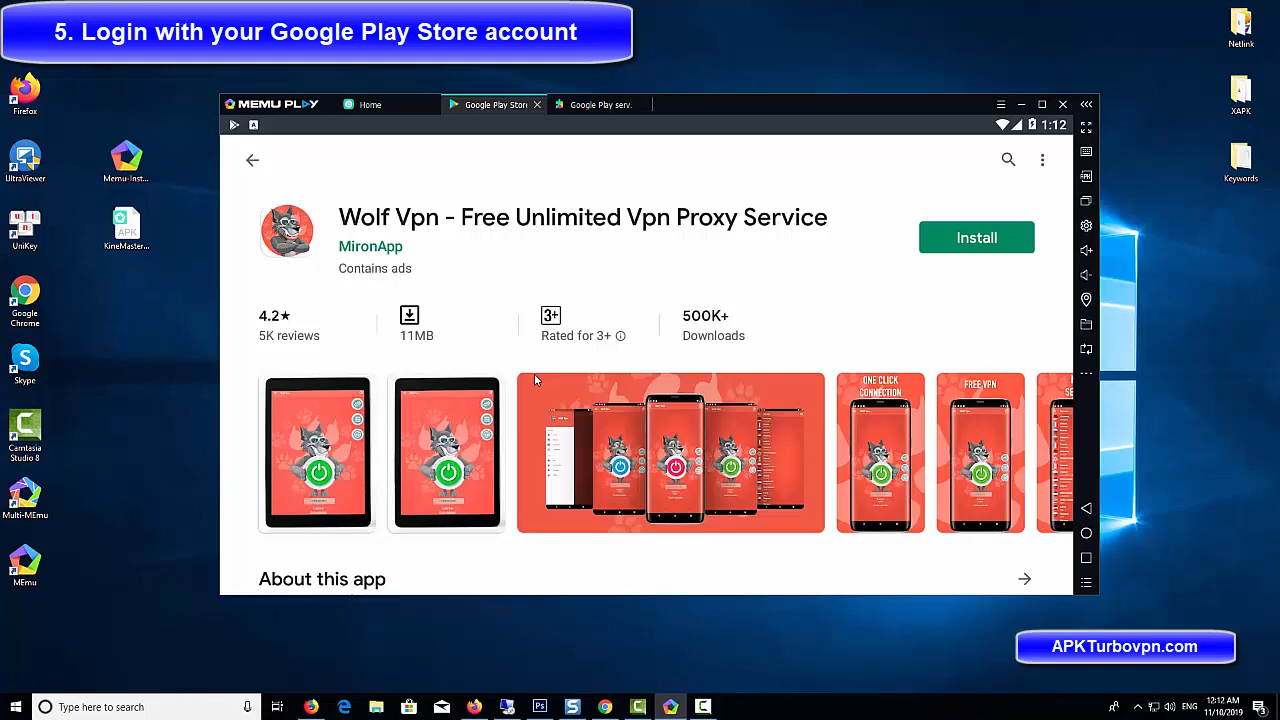 5. Login with your Google Play Store account
Netlink
XAPK
Keywords
Firefox
UltraViewer
UniKey
Google
Chrome
Skype
Camtasia
Studio 8
Multi-MEmu
MEmu
Memu-Inst...
APK
KineMaster...
MEMU PLAY
Home
Google Play Store
Google Play serv.
1:12
Wolf Vpn - Free Unlimited Vpn Proxy Service
MironApp
Contains ads
Install
4.2★
5K reviews
11MB
3+
Rated for 3+
500K+
Downloads
ONE CLICK
CONNECTION
FREE VPN
About this app
APKTurbovpn.com
Type here to search
ENG
12:12 AM
11/10/2019